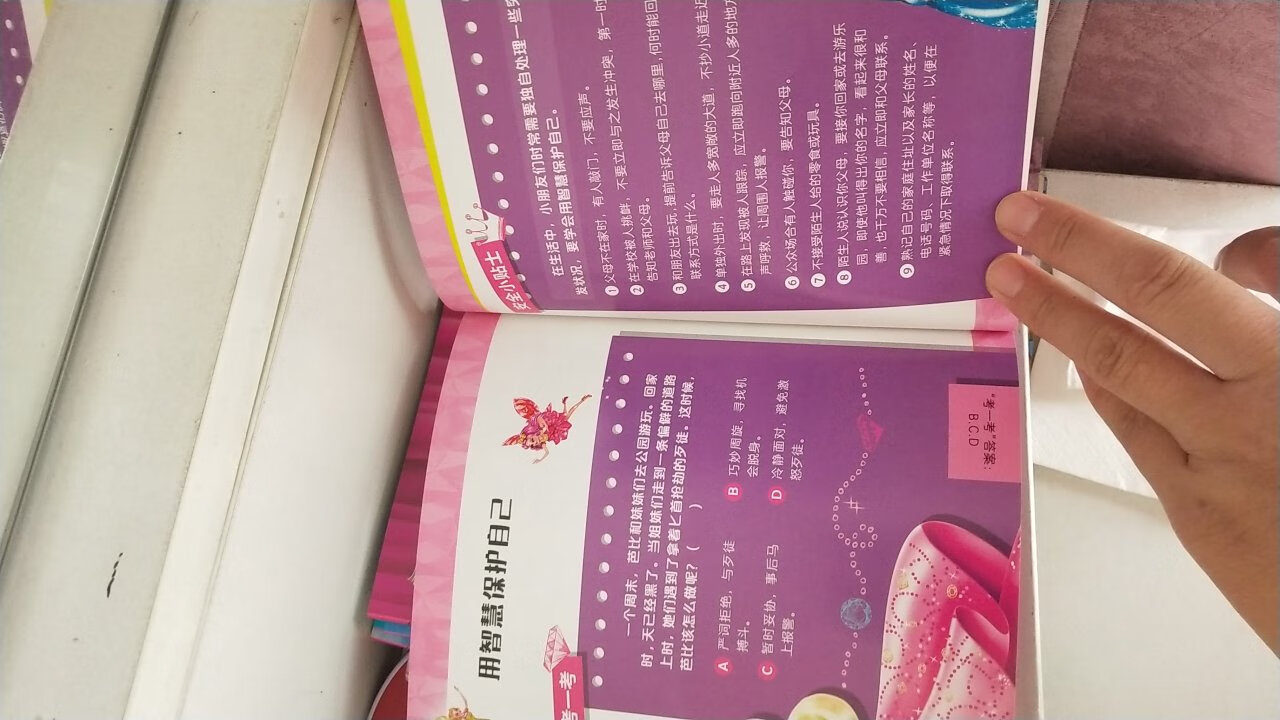 用智慧保护自己
考一考
一个周末，芭比和妹妹们去公园游玩。回家
时，天已经黑了。当姐妹们走到一条偏僻的道路
上时，她们遇到了拿着匕首抢劫的歹徒。这时候，
芭比该怎么做呢？（ ）
A 严词拒绝，与歹徒
搏斗。
B 巧妙周旋，寻找机
会脱身。
C 暂时妥协，事后马
上报警。
D 冷静面对，避免激
怒歹徒。
“考一考”答案：
B C D
安全小贴士
在生活中，小朋友们时常需要独自处理一些突
发状况，要学会用智慧保护自己。
1 父母不在家时，有人敲门，不要应声。
2 在学校被人挑衅，不要立即与之发生冲突，第一时
告知老师和父母。
3 和朋友出去玩，提前告诉父母自己去哪里，何时能回
联系方式是什么。
4 单独外出时，要走人多宽敞的大道，不抄小道走近
5 在路上发现被人跟踪，应立即跑向附近人多的地方
声呼救，让周围人报警。
6 公众场合有人触碰你，要告知父母。
7 不接受陌生人给的零食或玩具。
8 陌生人说认识你父母，要接你回家或去游乐
园，即使他叫得出你的名字，看起来很和
善，也千万不要相信，应立即和父母联系。
9 熟记自己的家庭住址以及家长的姓名、
电话号码、工作单位名称等，以便在
紧急情况下取得联系。